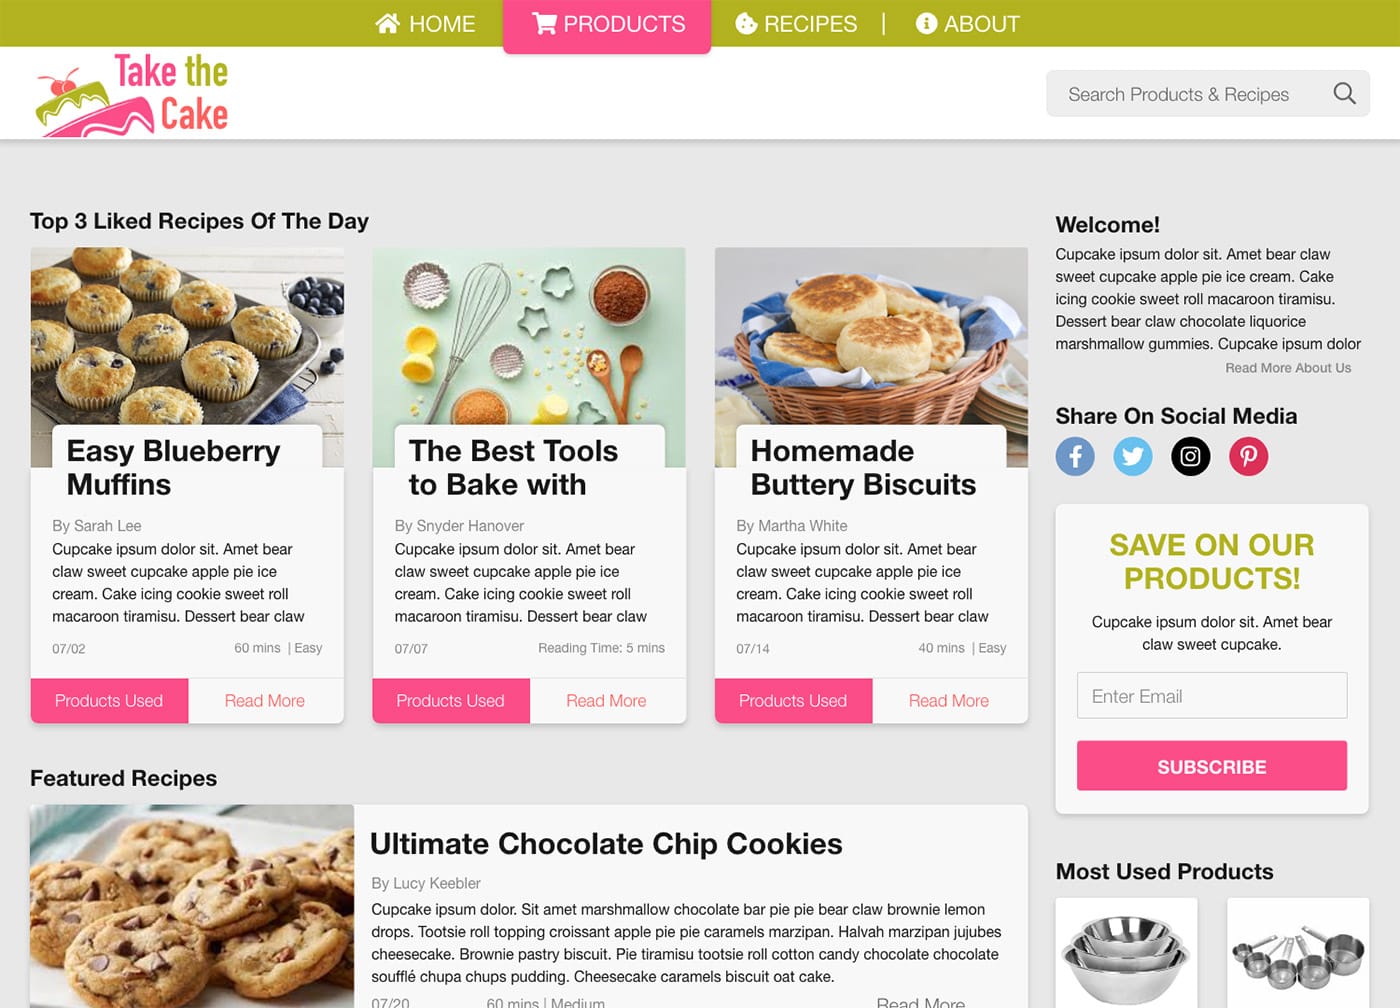 HOME
PRODUCTS
RECIPES
|
ABOUT
Take the
Cake
Search Products & Recipes
Top 3 Liked Recipes Of The Day
Easy Blueberry
Muffins
By Sarah Lee
Cupcake ipsum dolor sit. Amet bear
claw sweet cupcake apple pie ice
cream. Cake icing cookie sweet roll
macaroon tiramisu. Dessert bear claw
07/02
60 mins | Easy
Products Used
Read More
The Best Tools
to Bake with
By Snyder Hanover
Cupcake ipsum dolor sit. Amet bear
claw sweet cupcake apple pie ice
cream. Cake icing cookie sweet roll
macaroon tiramisu. Dessert bear claw
07/07
Reading Time: 5 mins
Products Used
Read More
Homemade
Buttery Biscuits
By Martha White
Cupcake ipsum dolor sit. Amet bear
claw sweet cupcake apple pie ice
cream. Cake icing cookie sweet roll
macaroon tiramisu. Dessert bear claw
07/14
40 mins | Easy
Products Used
Read More
Featured Recipes
Ultimate Chocolate Chip Cookies
By Lucy Keebler
Cupcake ipsum dolor. Sit amet marshmallow chocolate bar pie pie bear claw brownie lemon
drops. Tootsie roll topping croissant apple pie pie caramels marzipan. Halvah marzipan jujubes
cheesecake. Brownie pastry biscuit. Pie tiramisu tootsie roll cotton candy chocolate chocolate
soufflé chupa chups pudding. Cheesecake caramels biscuit oat cake.
07/20
60 mins | Medium
Read More
Welcome!
Cupcake ipsum dolor sit. Amet bear claw
sweet cupcake apple pie ice cream. Cake
icing cookie sweet roll macaroon tiramisu.
Dessert bear claw chocolate liquorice
marshmallow gummies. Cupcake ipsum dolor
Read More About Us
Share On Social Media
SAVE ON OUR
PRODUCTS!
Cupcake ipsum dolor sit. Amet bear
claw sweet cupcake.
Enter Email
SUBSCRIBE
Most Used Products